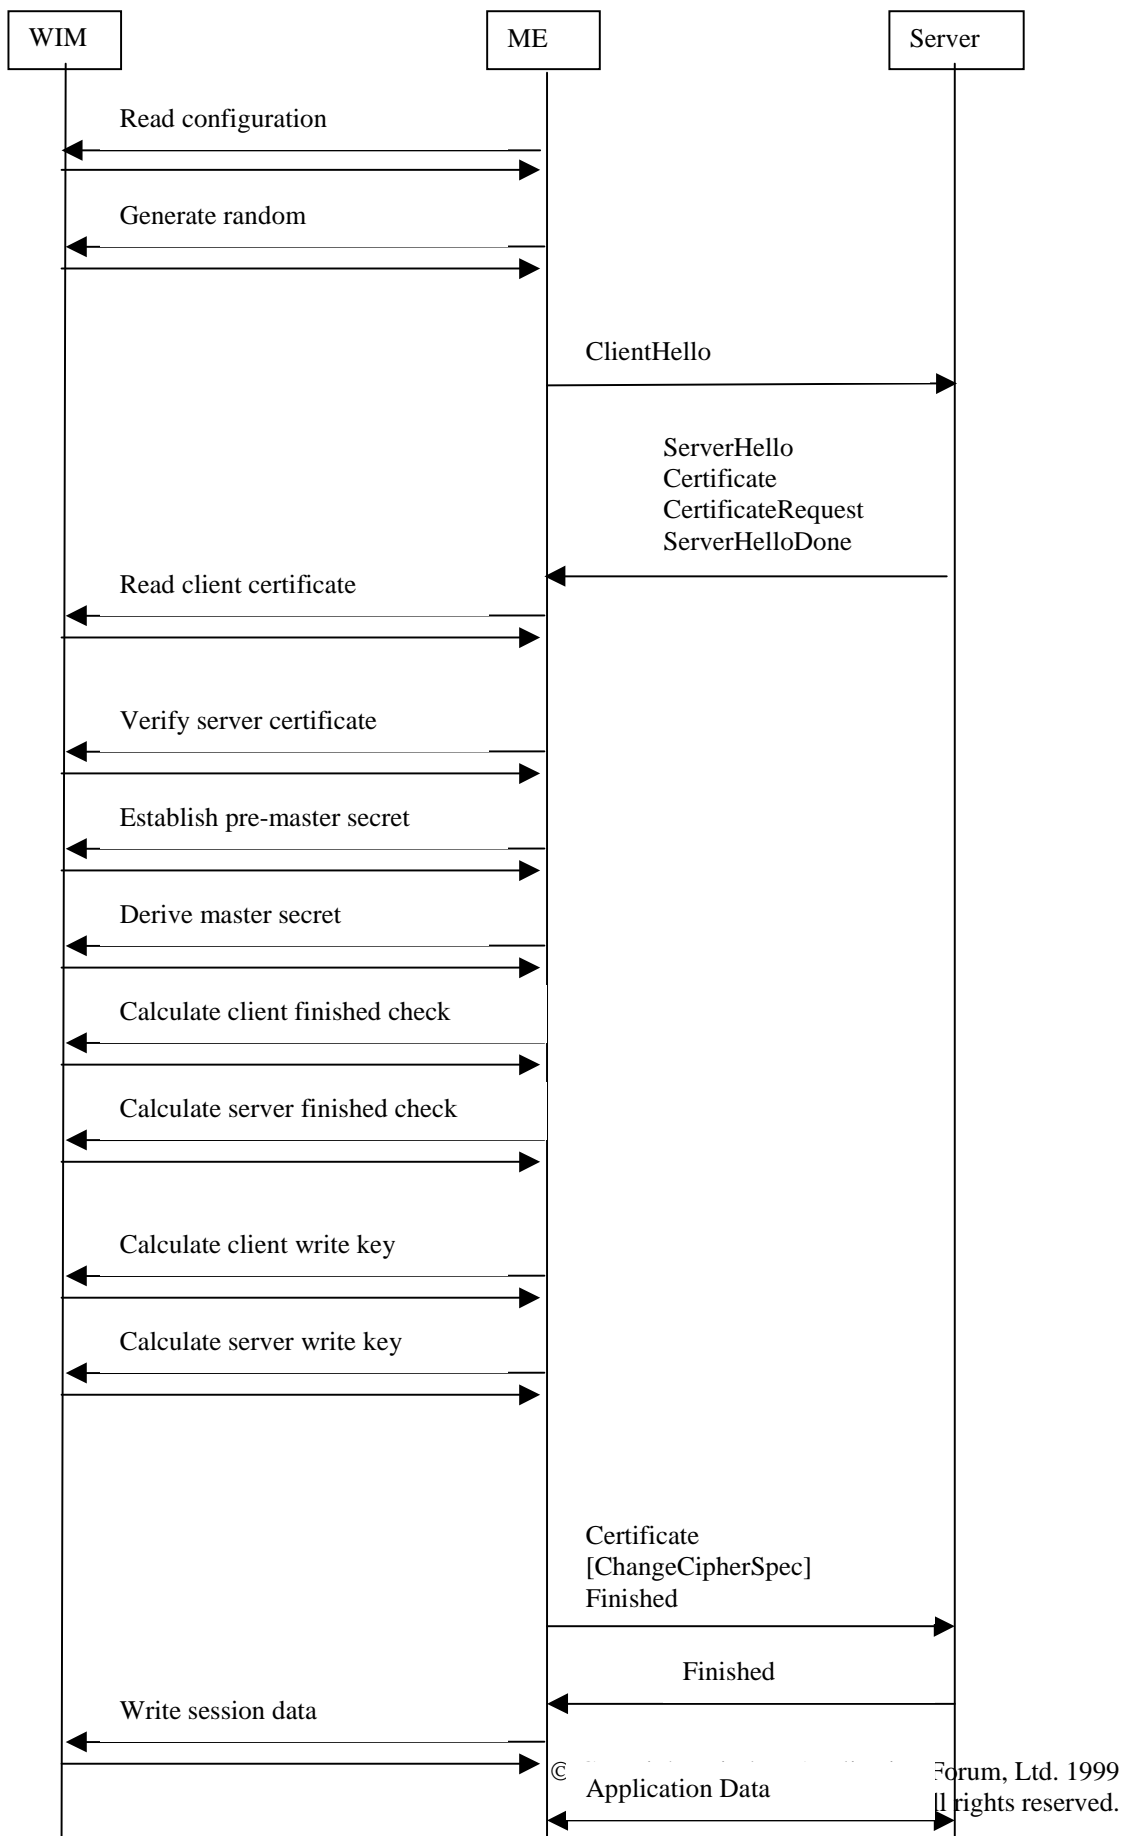 WIM
ME
Server
Read configuration
Generate random
ClientHello
ServerHello
Certificate
CertificateRequest
ServerHelloDone
Read client certificate
Verify server certificate
Establish pre-master secret
Derive master secret
Calculate client finished check
Calculate server finished check
Calculate client write key
Calculate server write key
Certificate
[ChangeCipherSpec]
Finished
Finished
Write session data
© Forum, Ltd. 1999
Application Data
rights reserved.